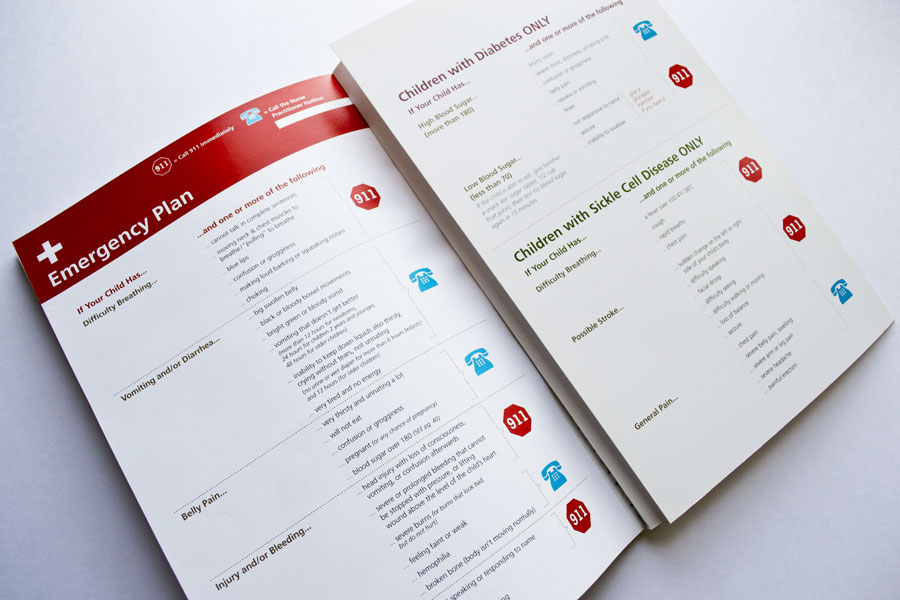 911 = Call 911 immediately
= Call the Nurse
Practitioner Hotline:
Emergency Plan
If Your Child Has...
...and one or more of the following
Difficulty Breathing...
... cannot talk in complete sentences
... moving neck & chest muscles to
breathe/"pulling" to breathe
... blue lips
... confusion or grogginess
... making loud barking or squeaking noises
... choking
911
Vomiting and/or Diarrhea...
... big swollen belly
... black or bloody bowel movements
... bright green or bloody vomit
... vomiting that doesn't get better
(more than 12 hours for newborns,
24 hours for children 2 years and younger,
48 hours for older children)
... inability to keep down liquids also thirsty,
crying without tears, not urinating
(no urine or wet diaper for more than 6 hours (infants)
and 12 hours (for older children)
... very tired and no energy
Belly Pain...
... very thirsty and urinating a lot
... will not eat
... confusion or grogginess
... pregnant (or any chance of pregnancy)
... blood sugar over 180 (SEE pg. 40)
Injury and/or Bleeding...
... head injury with loss of consciousness,
vomiting, or confusion afterwards
... severe or prolonged bleeding that cannot
be stopped with pressure, or lifting
wound above the level of the child's heart
911
... severe burns (or burns that look bad,
but do not hurt)
... feeling faint or weak
... hemophilia
... broken bone (body isn't moving normally)
speaking or responding to name
911
Children with Diabetes ONLY
If Your Child Has...
...and one or more of the following
High Blood Sugar...
(more than 180)
... blurry vision
... severe thirst, dizziness, urinating a lot
... confusion or grogginess
... belly pain
... nausea or vomiting
... fever
Low Blood Sugar...
(less than 70)
If the child is able to eat, give him/her
a snack like sugar tablet, 1/2 cup
fruit juice, then test his blood sugar
again in 15 minutes
... not responsive to name
... seizure
... inability to swallow
911
give a
glucagon
injection
if you have it
Children with Sickle Cell Disease ONLY
If Your Child Has...
...and one or more of the following
Difficulty Breathing...
... a fever over 100.4°F/38°C
... cough
... rapid breaths
... chest pain
911
Possible Stroke...
... sudden change on the left or right
side of your child's body
... difficulty speaking
... facial droop
... difficulty seeing
... difficulty walking or moving
... loss of balance
... seizure
911
General Pain...
... chest pain
... severe belly pain, swelling
... severe arm or leg pain
... severe headache
... painful erection